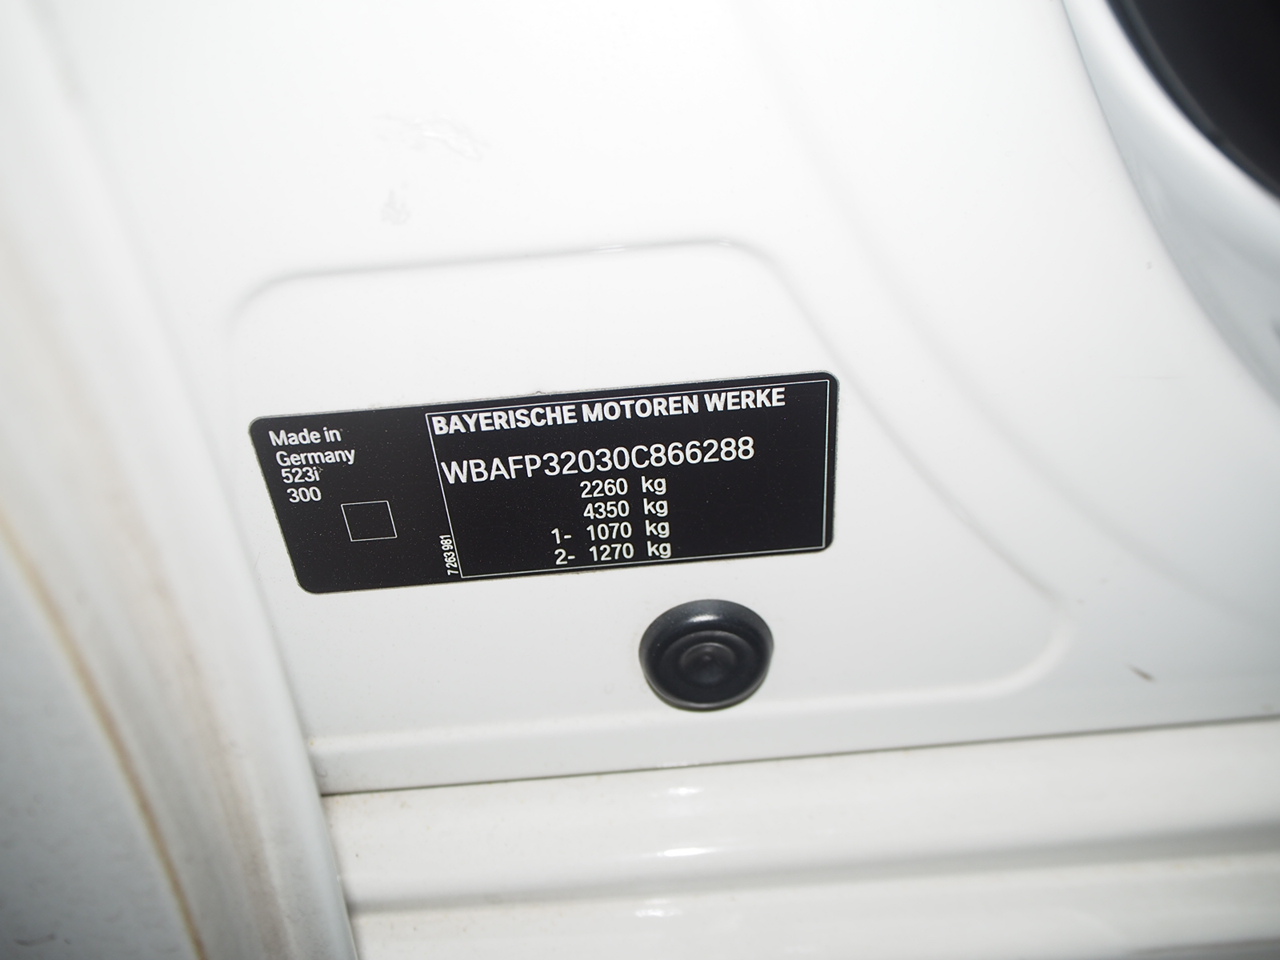 Made in
Germany
523i
300
7 263 981
BAYERISCHE MOTOREN WERKE
WBAFP32030C866288
2260 kg
4350 kg
1- 1070 kg
2- 1270 kg